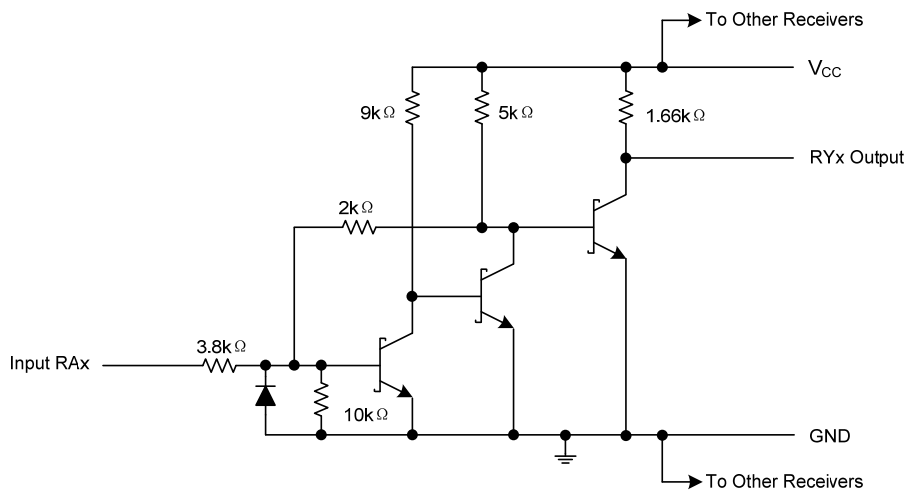 To Other Receivers
V_CC
9kΩ
5kΩ
1.66kΩ
RYx Output
2kΩ
3.8kΩ
Input RAx
10kΩ
GND
To Other Receivers